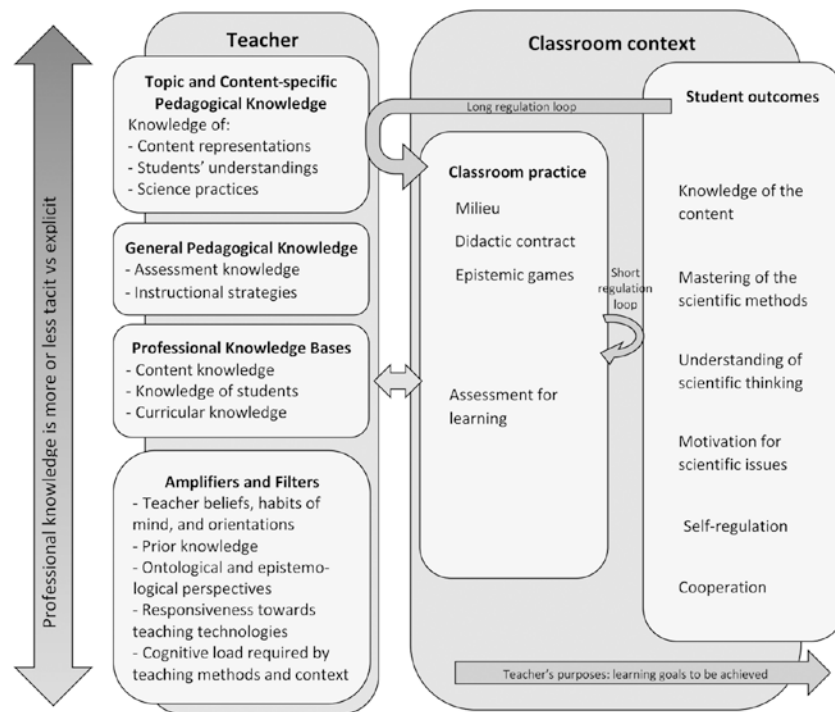 Professional knowledge is more or less tacit vs explicit
Teacher
Topic and Content-specific
Pedagogical Knowledge
Knowledge of:
- Content representations
- Students' understandings
- Science practices
General Pedagogical Knowledge
- Assessment knowledge
- Instructional strategies
Professional Knowledge Bases
- Content knowledge
- Knowledge of students
- Curricular knowledge
Amplifiers and Filters
- Teacher beliefs, habits of
mind, and orientations
- Prior knowledge
- Ontological and epistemo-
logical perspectives
- Responsiveness towards
teaching technologies
- Cognitive load required by
teaching methods and context
Classroom context
Long regulation loop
Classroom practice
Milieu
Didactic contract
Epistemic games
Assessment for
learning
Short
regulation
loop
Student outcomes
Knowledge of the
content
Mastering of the
scientific methods
Understanding of
scientific thinking
Motivation for
scientific issues
Self-regulation
Cooperation
Teacher's purposes: learning goals to be achieved